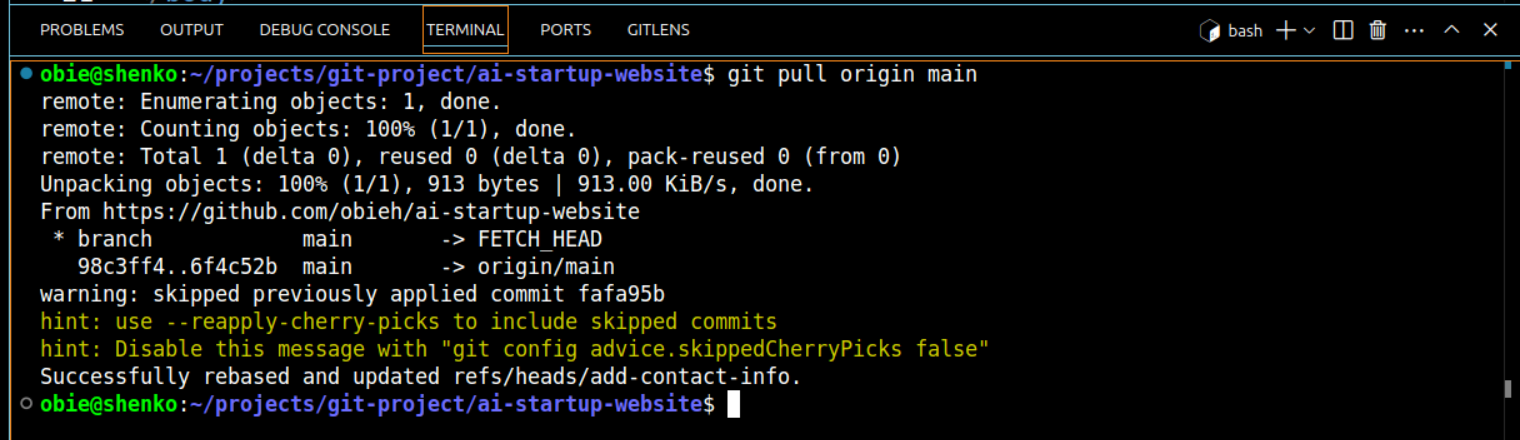 PROBLEMS OUTPUT DEBUG CONSOLE TERMINAL PORTS GITLENS bash
obie@shenko:~/projects/git-project/ai-startup-website$ git pull origin main
remote: Enumerating objects: 1, done.
remote: Counting objects: 100% (1/1), done.
remote: Total 1 (delta 0), reused 0 (delta 0), pack-reused 0 (from 0)
Unpacking objects: 100% (1/1), 913 bytes | 913.00 KiB/s, done.
From https://github.com/obieh/ai-startup-website
 * branch            main       -> FETCH_HEAD
   98c3ff4..6f4c52b  main       -> origin/main
warning: skipped previously applied commit fafa95b
hint: use --reapply-cherry-picks to include skipped commits
hint: Disable this message with "git config advice.skippedCherryPicks false"
Successfully rebased and updated refs/heads/add-contact-info.
obie@shenko:~/projects/git-project/ai-startup-website$